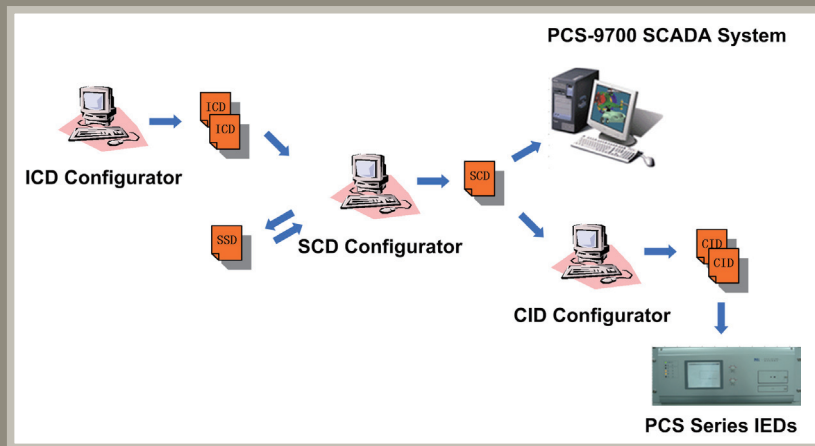 PCS-9700 SCADA System
ICD
ICD
ICD Configurator
SCD
SSD
SCD Configurator
CID
CID
CID Configurator
PCS Series IEDs